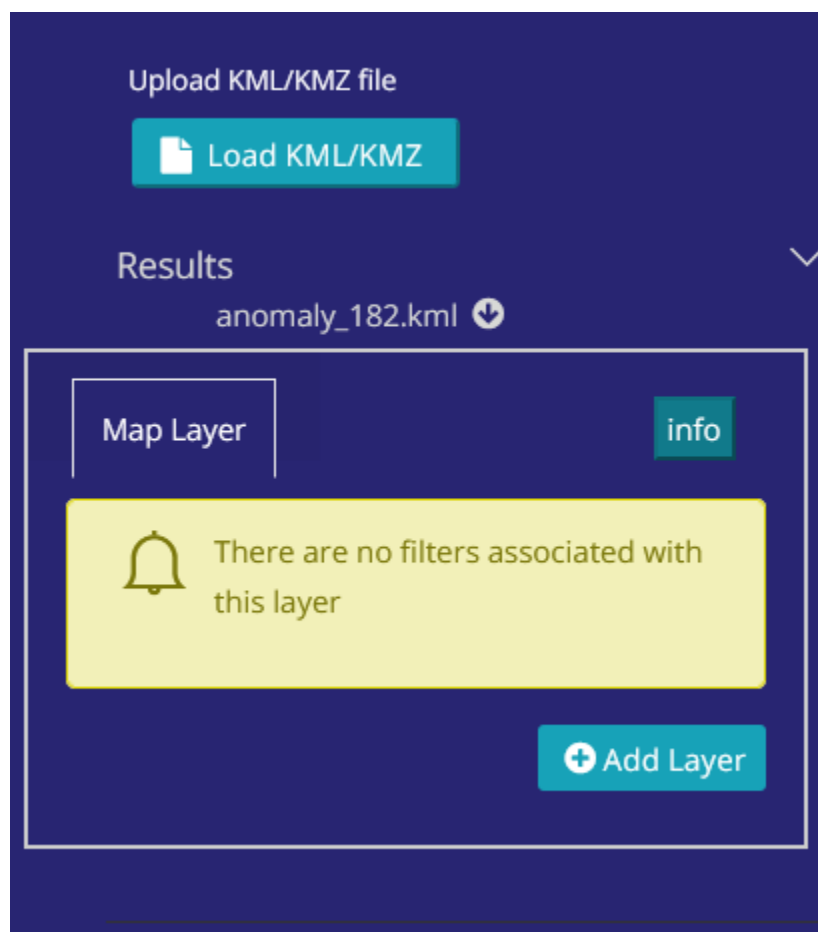 Upload KML/KMZ file
Load KML/KMZ
Results
anomaly_182.kml
Map Layer
info
There are no filters associated with
this layer
Add Layer